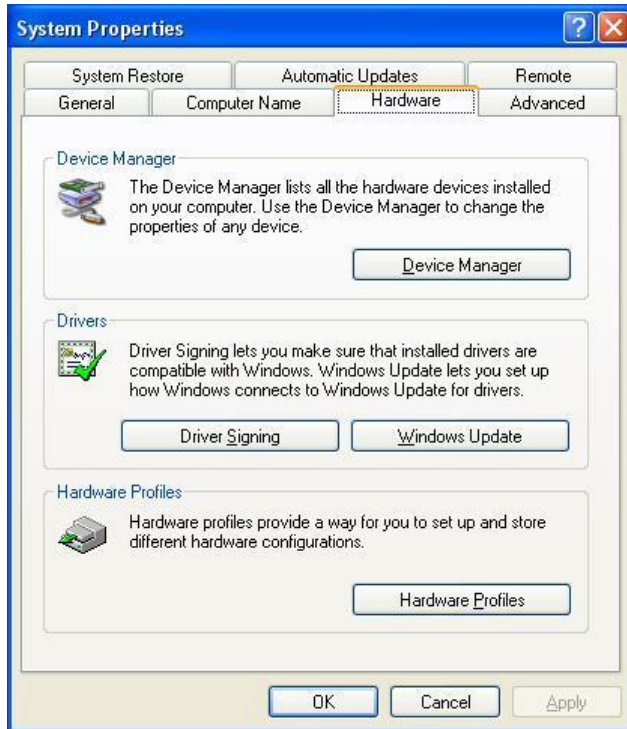 System Properties
System Restore
Automatic Updates
Remote
General
Computer Name
Hardware
Advanced
Device Manager
The Device Manager lists all the hardware devices installed
on your computer. Use the Device Manager to change the
properties of any device.
Device Manager
Drivers
Driver Signing lets you make sure that installed drivers are
compatible with Windows. Windows Update lets you set up
how Windows connects to Windows Update for drivers.
Driver Signing
Windows Update
Hardware Profiles
Hardware profiles provide a way for you to set up and store
different hardware configurations.
Hardware Profiles
OK
Cancel
Apply